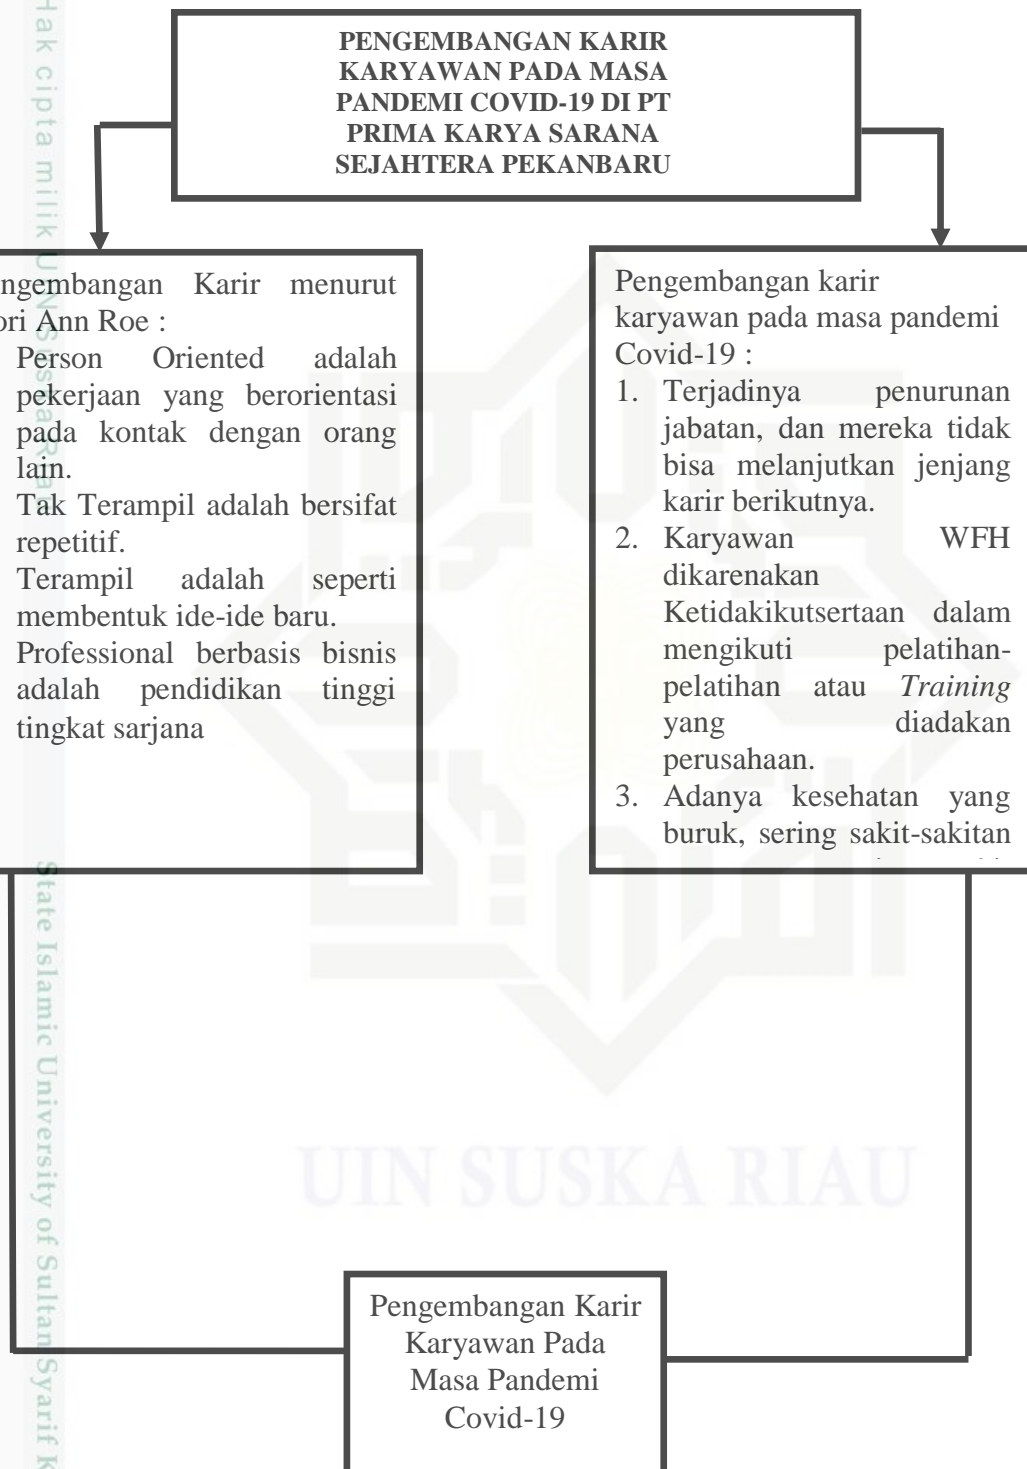 PENGEMBANGAN KARIR
KARYAWAN PADA MASA
PANDEMI COVID-19 DI PT
PRIMA KARYA SARANA
SEJAHTERA PEKANBARU
ngembangan Karir menurut
ori Ann Roe :
Person Oriented adalah
pekerjaan yang berorientasi
pada kontak dengan orang
lain.
Tak Terampil adalah bersifat
repetitif.
Terampil adalah seperti
membentuk ide-ide baru.
Professional berbasis bisnis
adalah pendidikan tinggi
tingkat sarjana
Pengembangan karir
karyawan pada masa pandemi
Covid-19 :
1. Terjadinya penurunan
jabatan, dan mereka tidak
bisa melanjutkan jenjang
karir berikutnya.
2. Karyawan WFH
dikarenakan
Ketidakikutsertaan dalam
mengikuti pelatihan-
pelatihan atau Training
yang diadakan
perusahaan.
3. Adanya kesehatan yang
buruk, sering sakit-sakitan
Pengembangan Karir
Karyawan Pada
Masa Pandemi
Covid-19
UIN SUSKA RIAU
Hak cipta milik UIN Suska Riau
State Islamic University of Sultan Syarif K